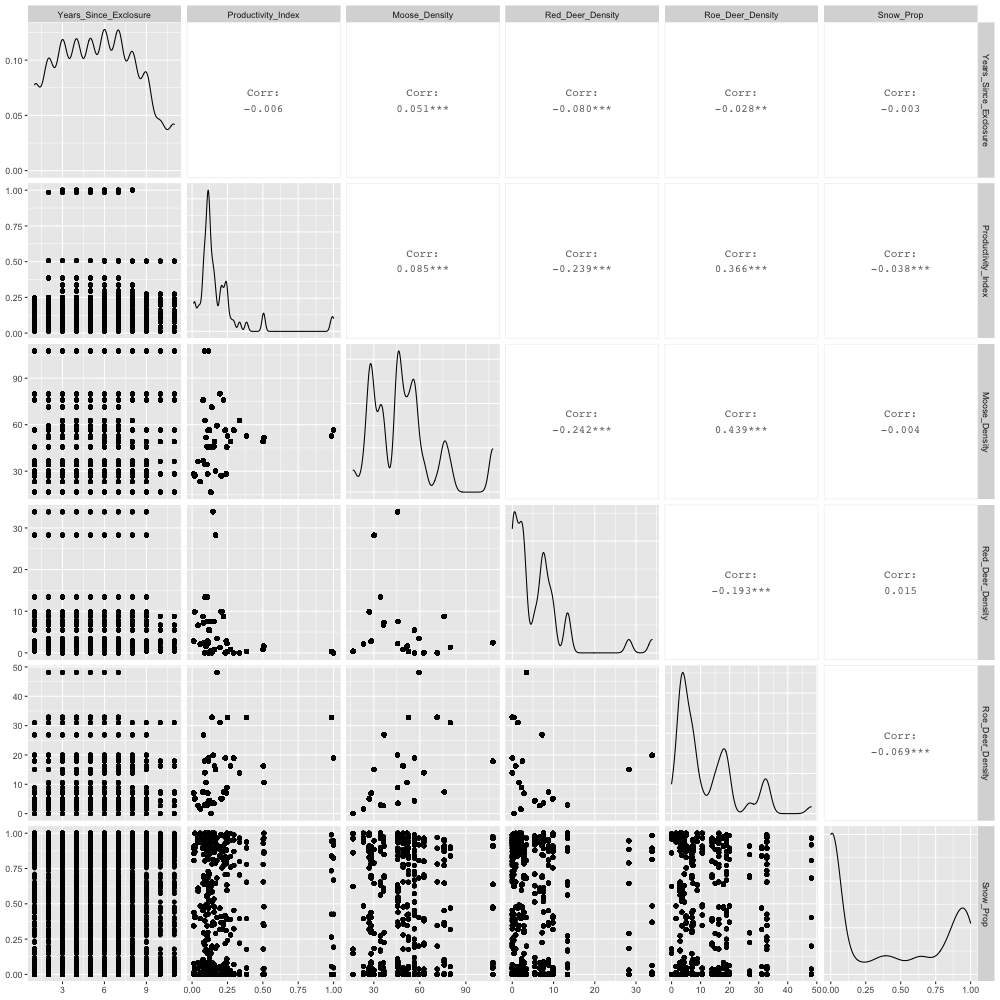 Years_Since_Exclosure Productivity_Index Moose_Density Red_Deer_Density Roe_Deer_Density Snow_Prop
0.10
0.05
0.00
Corr:
-0.006
Corr:
0.051***
Corr:
-0.080***
Corr:
-0.028**
Corr:
-0.003
Years_Since_Exclosure
1.00
0.75
0.50
0.25
0.00
Corr:
0.085***
Corr:
-0.239***
Corr:
0.366***
Corr:
-0.038***
Productivity_Index
90
60
30
Corr:
-0.242***
Corr:
0.439***
Corr:
-0.004
Moose_Density
30
20
10
0
Corr:
-0.193***
Corr:
0.015
Red_Deer_Density
50
40
30
20
10
0
Corr:
-0.069***
Roe_Deer_Density
1.00
0.75
0.50
0.25
0.00
Snow_Prop
3 6 9 0.00 0.25 0.50 0.75 1.00 30 60 90 0 10 20 30 0 10 20 30 40 50 0.00 0.25 0.50 0.75 1.00